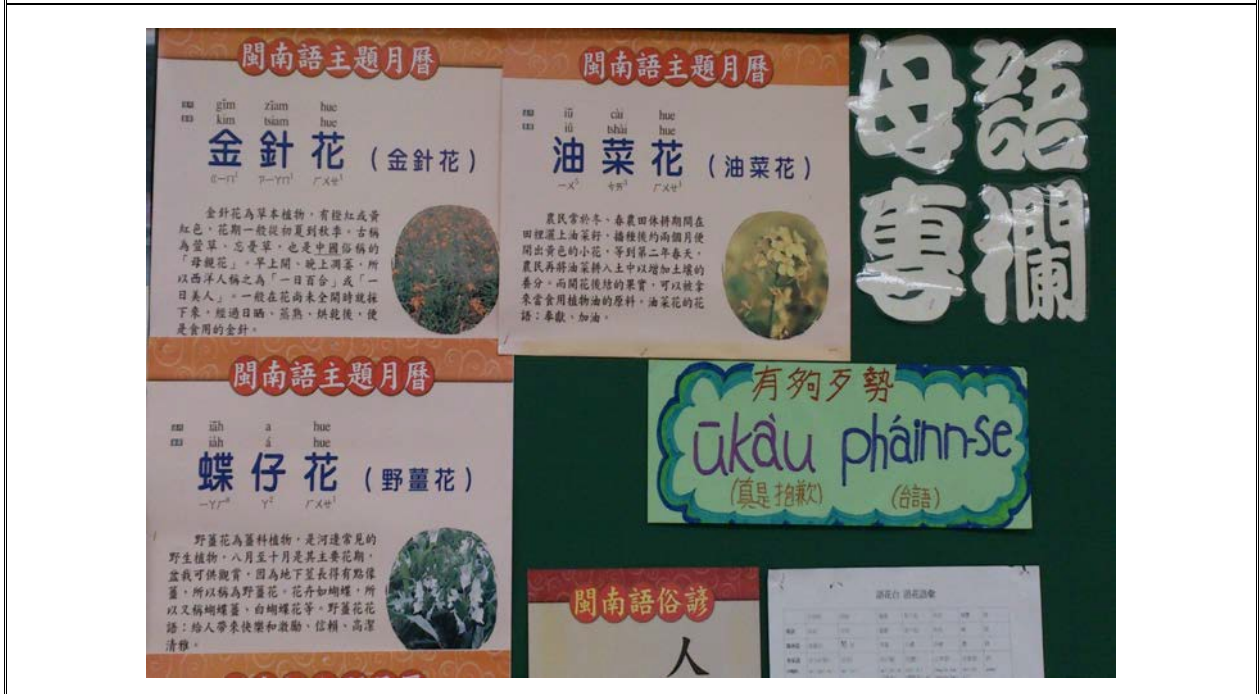 閩南語主題月曆
gîm zîam hue
kim tsiam hue
金針花(金針花)
金針花為草本植物,有橙紅或黃
紅色,花期一般從初夏到秋季。古稱
為萱草、忘憂草,也是中國俗稱的
「母親花」。早上開、晚上凋萎,所
以西洋人稱之為「一日百合」或「一
日美人」。一般在花尚未全開時就採
下來,經過日晒、蒸熟、烘乾後,便
是食用的金針。
閩南語主題月曆
iû cài hue
iû tshài hue
油菜花(油菜花)
農民常於冬、春農田休耕期間在
田裡灑上油菜籽,播種後約兩個月便
開出黃色的小花,等到第二年春天,
農民再將油菜耕入土中以增加土壤的
養分。而開花後結的果實,可以被拿
來當食用植物油的原料。油菜花的花
語:奉獻、加油。
母語
專欄
閩南語主題月曆
a hue
iàh á hue
蝶仔花(野薑花)
野薑花為薑科植物,是河邊常見的
野生植物,八月至十月是其主要花期,
盆栽可供觀賞,因為地下莖長得有點像
薑,所以稱為野薑花。花卉如蝴蝶,所
以又稱蝴蝶薑、白蝴蝶花等。野薑花花
語:給人帶來快樂和激勵、信賴、高潔
清雅。
有夠歹勢
ūkàu pháinn-se
(真是抱歉) (台語)
閩南語俗諺
人